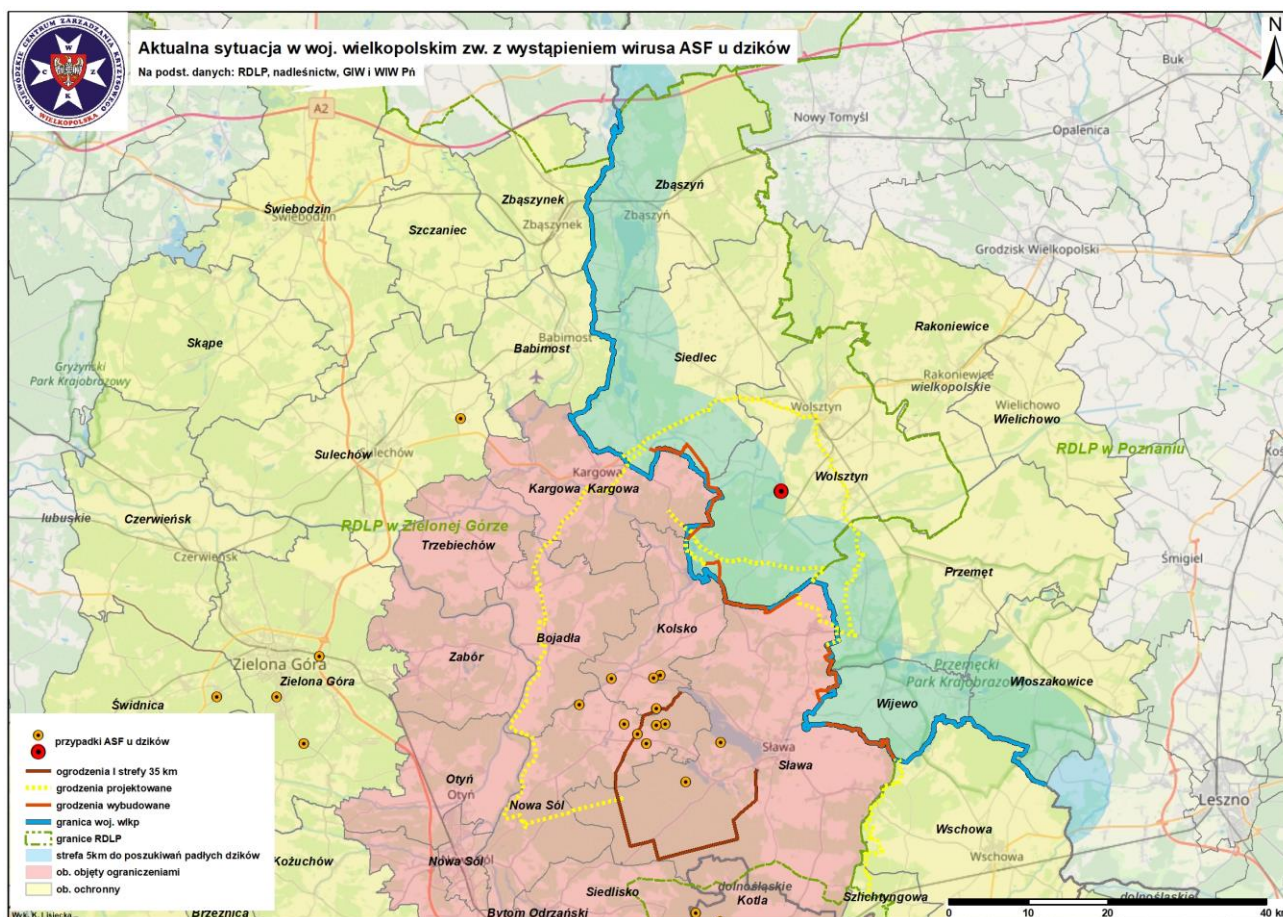 WOJEWÓDZKIE CENTRUM ZARZĄDZANIA KRYZYSOWEGO
W
C Z
K
WIELKOPOLSKA
Aktualna sytuacja w woj. wielkopolskim zw. z wystąpieniem wirusa ASF u dzików
Na podst. danych: RDLP, nadleśnictw, GIW i WIW Pń
N
A2
Buk
Nowy Tomyśl
Opalenica
Zbąszyń
Zbąszynek
Świebodzin
Świebodzin
Zbąszyń
Zbąszynek
Szczaniec
Grodzisk Wielkopolski
Rakoniewice
Babimost
Babimost
Siedlec
Skąpe
Gryżyński
Park Krajobrazowy
Rakoniewice
wielkopolskie
Wielichowo
Wielichowo
Wolsztyn
RDLP w Poznaniu
Sulechów
Sulechów
Kargowa
Kargowa Kargowa
Wolsztyn
lubuskie
Czerwieńsk
RDLP w Zielonej Górze
Trzebiechów
Czerwieńsk
Śmigiel
Przemęt
Kolsko
Bojadła
Zabór
Zielona Góra
Zielona Góra
Przemęcki
Park Krajobrazowy
Włoszakowice
Świdnica
Wijewo
Sława
Sława
Otyń
Otyń
Nowa Sól
Leszno
Wschowa
Wschowa
Kożuchów
Nowa Sól
Siedlisko
dolnośląskie
Kotla
Szlichtyngowa
dolnośląskie
Brzeźnica
Bytom Odrzański
przypadki ASF u dzików
ogrodzenia I strefy 35 km
grodzenia projektowane
grodzenia wybudowane
granica woj. wlkp
granice RDLP
strefa 5km do poszukiwań padłych dzików
ob. objęty ograniczeniami
ob. ochronny
Wyk. K. Lisiecka
0 10 20 40